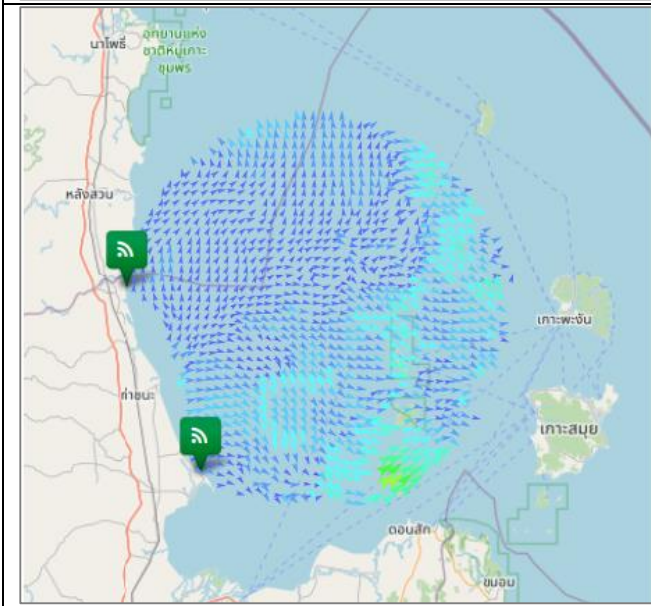 อุทยานแห่ง
ชาติหมู่เกาะ
ชุมพร
นาโพธิ์
หลังสวน
เกาะพะงัน
ท่าชนะ
เกาะสมุย
ดอนสัก
ขนอม